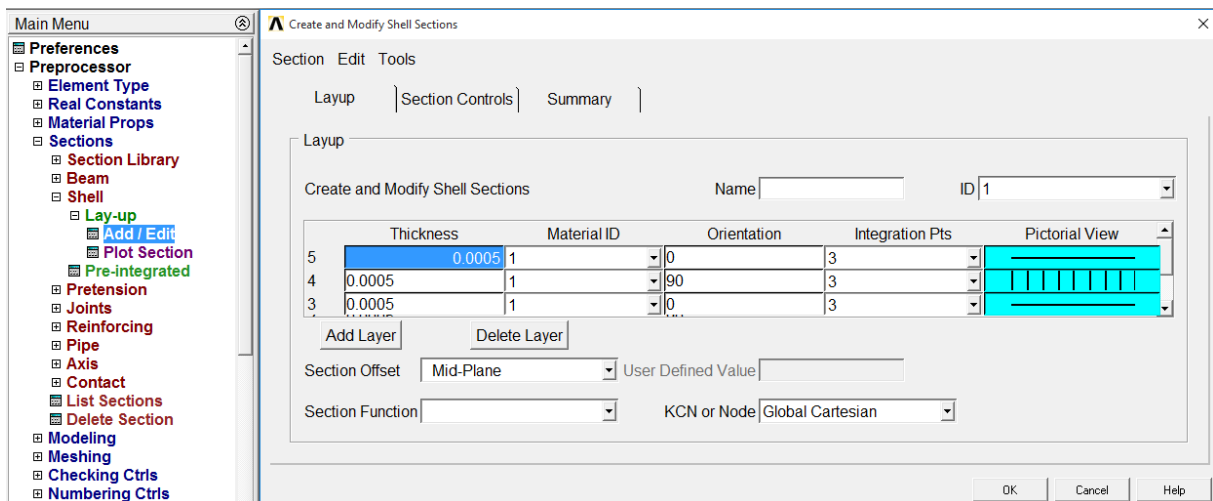 Main Menu
Preferences
Preprocessor
Element Type
Real Constants
Material Props
Sections
Section Library
Beam
Shell
Lay-up
Add / Edit
Plot Section
Pre-integrated
Pretension
Joints
Reinforcing
Pipe
Axis
Contact
List Sections
Delete Section
Modeling
Meshing
Checking Ctrls
Numbering Ctrls
Create and Modify Shell Sections
Section Edit Tools
Layup Section Controls Summary
Layup
Create and Modify Shell Sections Name ID 1
Thickness Material ID Orientation Integration Pts Pictorial View
5 0.0005 1 0 3
4 0.0005 1 90 3
3 0.0005 1 0 3
Add Layer Delete Layer
Section Offset Mid-Plane User Defined Value
Section Function KCN or Node Global Cartesian
OK Cancel Help